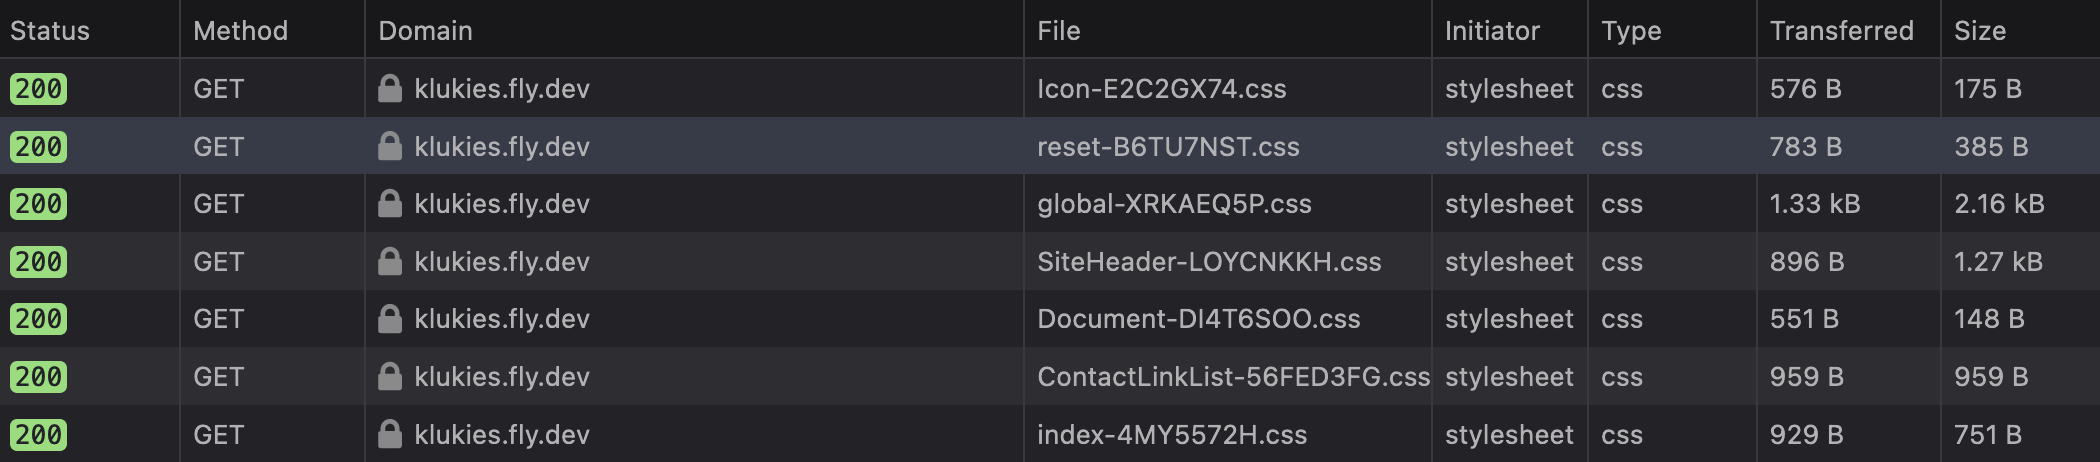 Status Method Domain File Initiator Type Transferred Size
200 GET klukies.fly.dev Icon-E2C2GX74.css stylesheet css 576 B 175 B
200 GET klukies.fly.dev reset-B6TU7NST.css stylesheet css 783 B 385 B
200 GET klukies.fly.dev global-XRKAEQ5P.css stylesheet css 1.33 kB 2.16 kB
200 GET klukies.fly.dev SiteHeader-LOYCNKKH.css stylesheet css 896 B 1.27 kB
200 GET klukies.fly.dev Document-DI4T6SOO.css stylesheet css 551 B 148 B
200 GET klukies.fly.dev ContactLinkList-56FED3FG.css stylesheet css 959 B 959 B
200 GET klukies.fly.dev index-4MY5572H.css stylesheet css 929 B 751 B